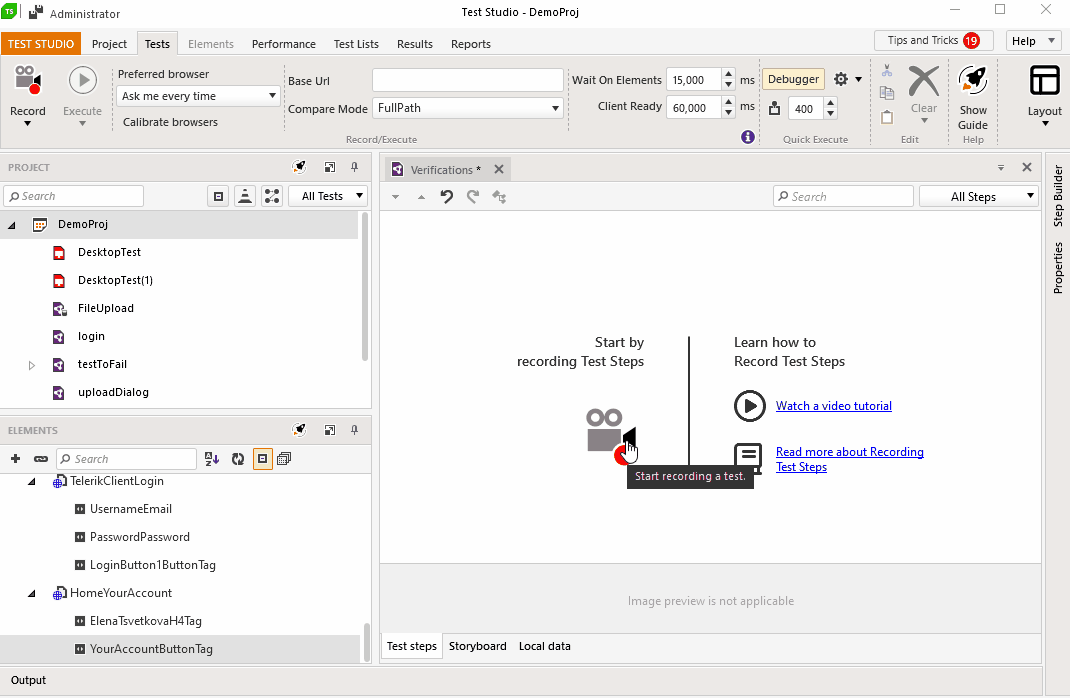 TS
Administrator
Test Studio - DemoProj
TEST STUDIO
Project
Tests
Elements
Performance
Test Lists
Results
Reports
Tips and Tricks 19
Help
Record
Execute
Preferred browser
Ask me every time
Calibrate browsers
Base Url
Compare Mode FullPath
Record/Execute
Wait On Elements 15,000 ms
Client Ready 60,000 ms
Debugger
400
Quick Execute
Clear
Edit
Show
Guide
Help
Layout
PROJECT
Search
All Tests
DemoProj
DesktopTest
DesktopTest(1)
FileUpload
login
testToFail
uploadDialog
ELEMENTS
Search
TelerikClientLogin
UsernameEmail
PasswordPassword
LoginButton1ButtonTag
HomeYourAccount
ElenaTsvetkovaH4Tag
YourAccountButtonTag
Verifications *
Search
All Steps
Start by
recording Test Steps
Start recording a test.
Learn how to
Record Test Steps
Watch a video tutorial
Read more about Recording
Test Steps
Image preview is not applicable
Test steps
Storyboard
Local data
Step Builder
Properties
Output